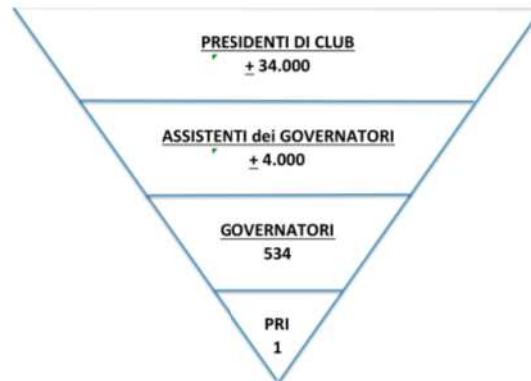 PRESIDENTI DI CLUB
± 34.000
ASSISTENTI dei GOVERNATORI
± 4.000
GOVERNATORI
534
PRI
1